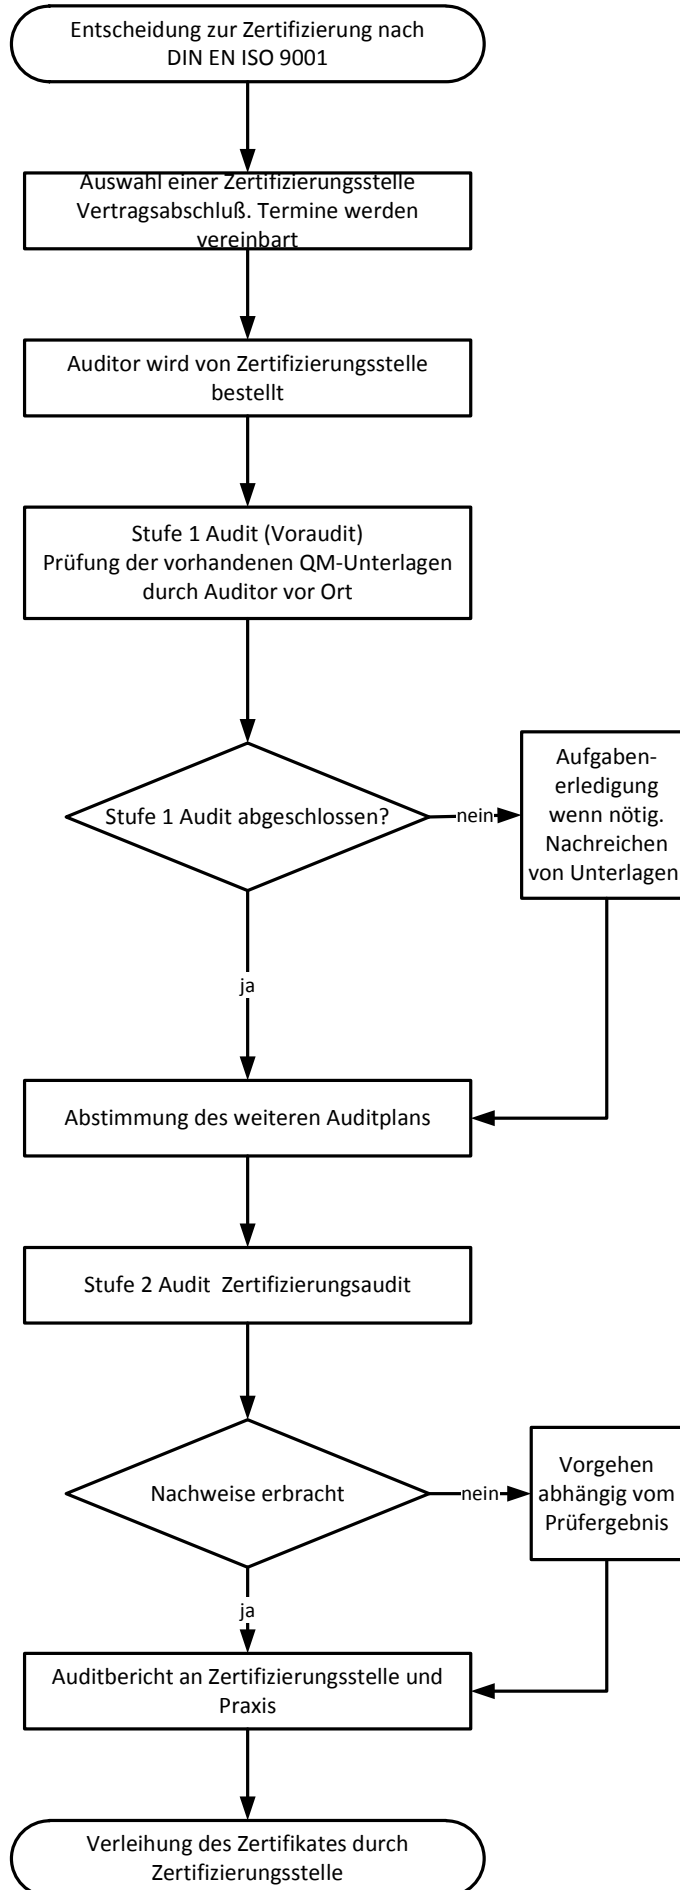 Entscheidung zur Zertifizierung nach
DIN EN ISO 9001
Auswahl einer Zertifizierungsstelle
Vertragsabschluß. Termine werden
vereinbart
Auditor wird von Zertifizierungsstelle
bestellt
Stufe 1 Audit (Voraudit)
Prüfung der vorhandenen QM-Unterlagen
durch Auditor vor Ort
Stufe 1 Audit abgeschlossen?
nein
Aufgaben-
erledigung
wenn nötig.
Nachreichen
von Unterlagen
ja
Abstimmung des weiteren Auditplans
Stufe 2 Audit  Zertifizierungsaudit
Nachweise erbracht
nein
Vorgehen
abhängig vom
Prüfergebnis
ja
Auditbericht an Zertifizierungsstelle und
Praxis
Verleihung des Zertifikates durch
Zertifizierungsstelle